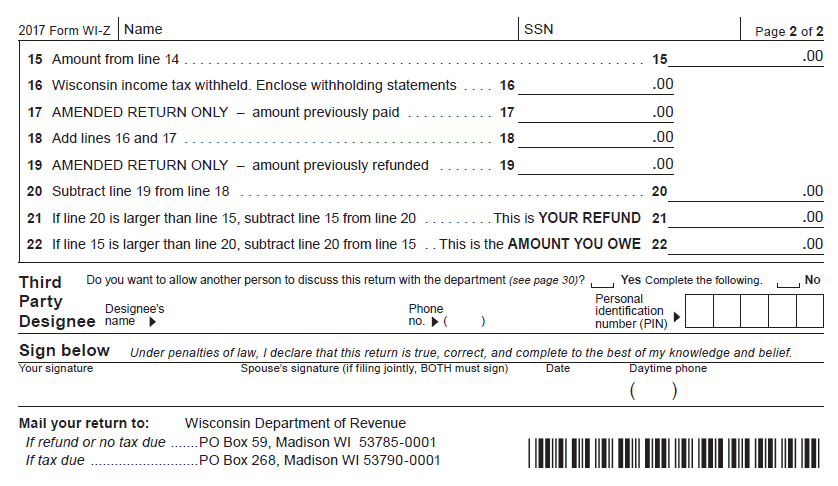 2017 Form WI-Z Name SSN Page 2 of 2
15 Amount from line 14 . . . . . . . . . . . . . . . . . . . . . . . . . . . . . . . . . . . . . . . . . . . . . . . . . . . . . . . . 15 .00
16 Wisconsin income tax withheld. Enclose withholding statements . . . . 16 .00
17 AMENDED RETURN ONLY – amount previously paid . . . . . . . . . . . 17 .00
18 Add lines 16 and 17 . . . . . . . . . . . . . . . . . . . . . . . . . . . . . . . . . . . . . 18 .00
19 AMENDED RETURN ONLY – amount previously refunded . . . . . . . 19 .00
20 Subtract line 19 from line 18 . . . . . . . . . . . . . . . . . . . . . . . . . . . . . . . . . . . . . . . . . . . . . . . . . 20 .00
21 If line 20 is larger than line 15, subtract line 15 from line 20 . . . . . . . . . This is YOUR REFUND 21 .00
22 If line 15 is larger than line 20, subtract line 20 from line 15 . . This is the AMOUNT YOU OWE 22 .00
Third Party Designee
Do you want to allow another person to discuss this return with the department (see page 30)? Yes Complete the following. No
Designee's name
Phone no. ( )
Personal identification number (PIN)
Sign below Under penalties of law, I declare that this return is true, correct, and complete to the best of my knowledge and belief.
Your signature Spouse's signature (if filing jointly, BOTH must sign) Date Daytime phone
( )
Mail your return to: Wisconsin Department of Revenue
If refund or no tax due .......PO Box 59, Madison WI 53785-0001
If tax due ............................PO Box 268, Madison WI 53790-0001